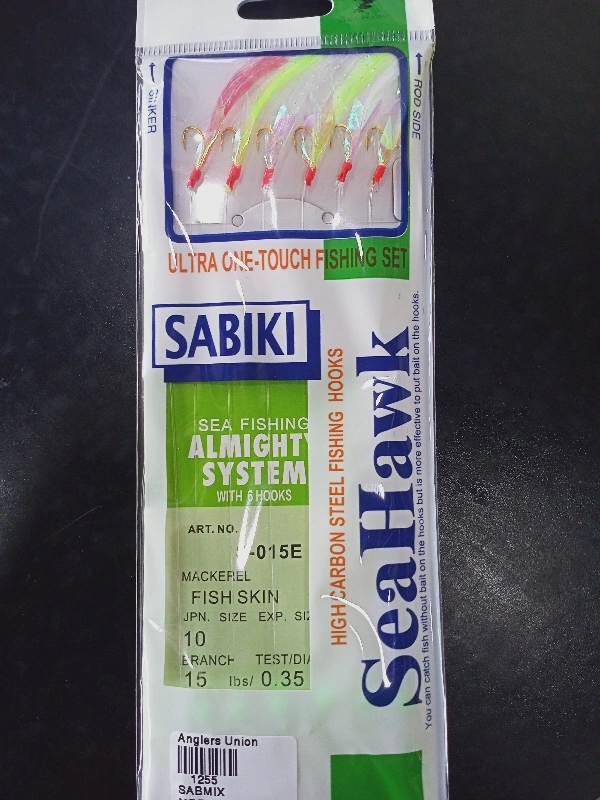 SINKER
ROD SIDE
ULTRA ONE-TOUCH FISHING SET
SABIKI
SEA FISHING
ALMIGHTY
SYSTEM
WITH 6 HOOKS
ART. NO.
-015E
MACKEREL
FISH SKIN
JPN. SIZE EXP.
10
BRANCH TEST/
15 lbs/ 0.35
HIGH CARBON STEEL FISHING HOOKS
SeaHawk
You can catch fish without bait on the hooks but is more effective to put bait on the hooks.
Anglers Union
1255
SABMIX